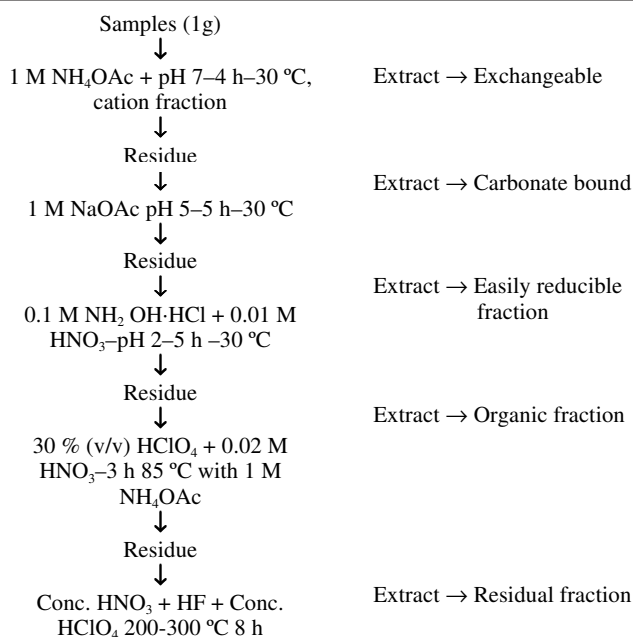 Samples (1g)
↓
1 M NH₄OAc + pH 7–4 h–30 ºC, Extract → Exchangeable
cation fraction
↓
Residue
↓ Extract → Carbonate bound
1 M NaOAc pH 5–5 h–30 ºC
↓
Residue
↓ Extract → Easily reducible
fraction
0.1 M NH₂ OH·HCl + 0.01 M
HNO₃–pH 2–5 h –30 ºC
↓
Residue
↓ Extract → Organic fraction
30 % (v/v) HClO₄ + 0.02 M
HNO₃–3 h 85 ºC with 1 M
NH₄OAc
↓
Residue
↓
Conc. HNO₃ + HF + Conc. Extract → Residual fraction
HClO₄ 200-300 ºC 8 h